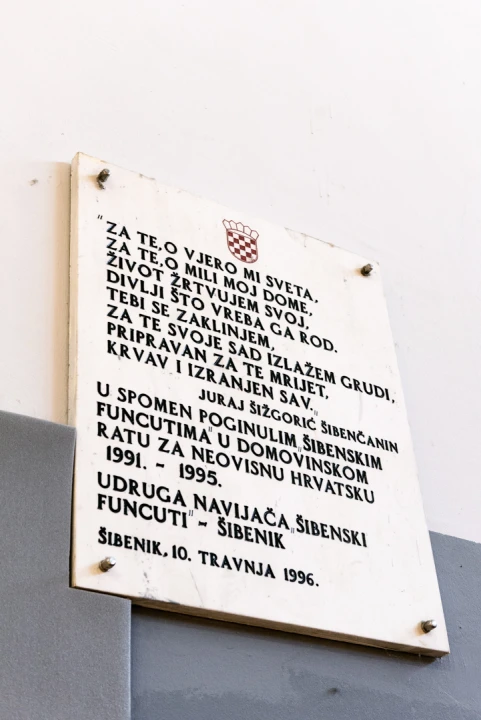 "ZA TE,O VJERO MI SVETA,
ZA TE,O MILI MOJ DOME,
ŽIVOT ŽRTVUJEM SVOJ,
DIVLJI ŠTO VREBA GA ROD.
TEBI SE ZAKLINJEM,
ZA TE SVOJE SAD IZLAŽEM GRUDI,
PRIPRAVAN ZA TE MRIJET,
KRVAV I IZRANJEN SAV.„
JURAJ ŠIŽGORIĆ ŠIBENČANIN
U SPOMEN POGINULIM „ŠIBENSKIM
FUNCUTIMA" U DOMOVINSKOM
RATU ZA NEOVISNU HRVATSKU
1991. - 1995.
UDRUGA NAVIJAČA „ŠIBENSKI
FUNCUTI" - ŠIBENIK
ŠIBENIK, 10. TRAVNJA 1996.